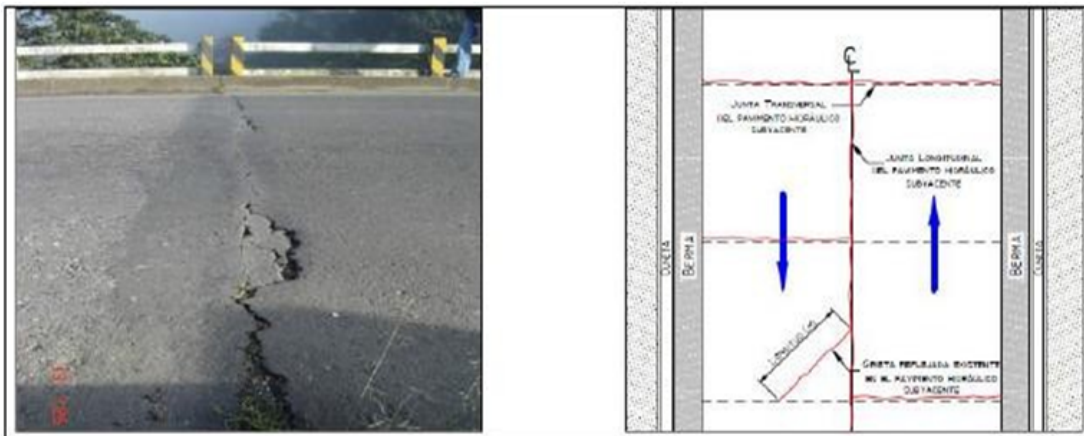 ℄
JUNTA TRANSVERSAL
DEL PAVIMENTO HIDRÁULICO
SUBYACENTE
JUNTA LONGITUDINAL
DEL PAVIMENTO HIDRÁULICO
SUBYACENTE
CUNETA
BERMA
BERMA
CUNETA
GRIETA REFLEJADA EXISTENTE
EN EL PAVIMENTO HIDRÁULICO
SUBYACENTE